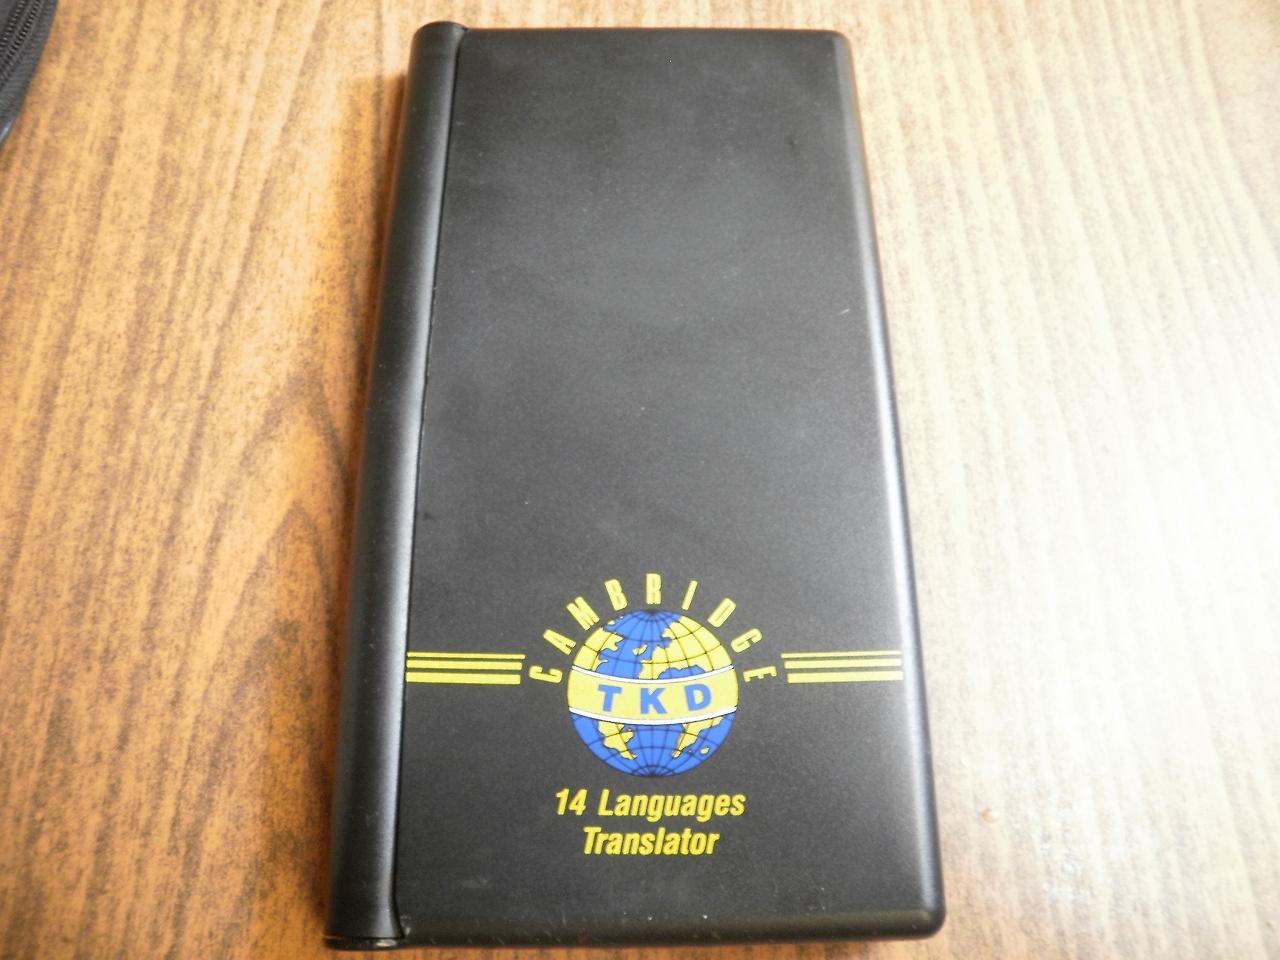 CAMBRIDGE
TKD
14 Languages
Translator